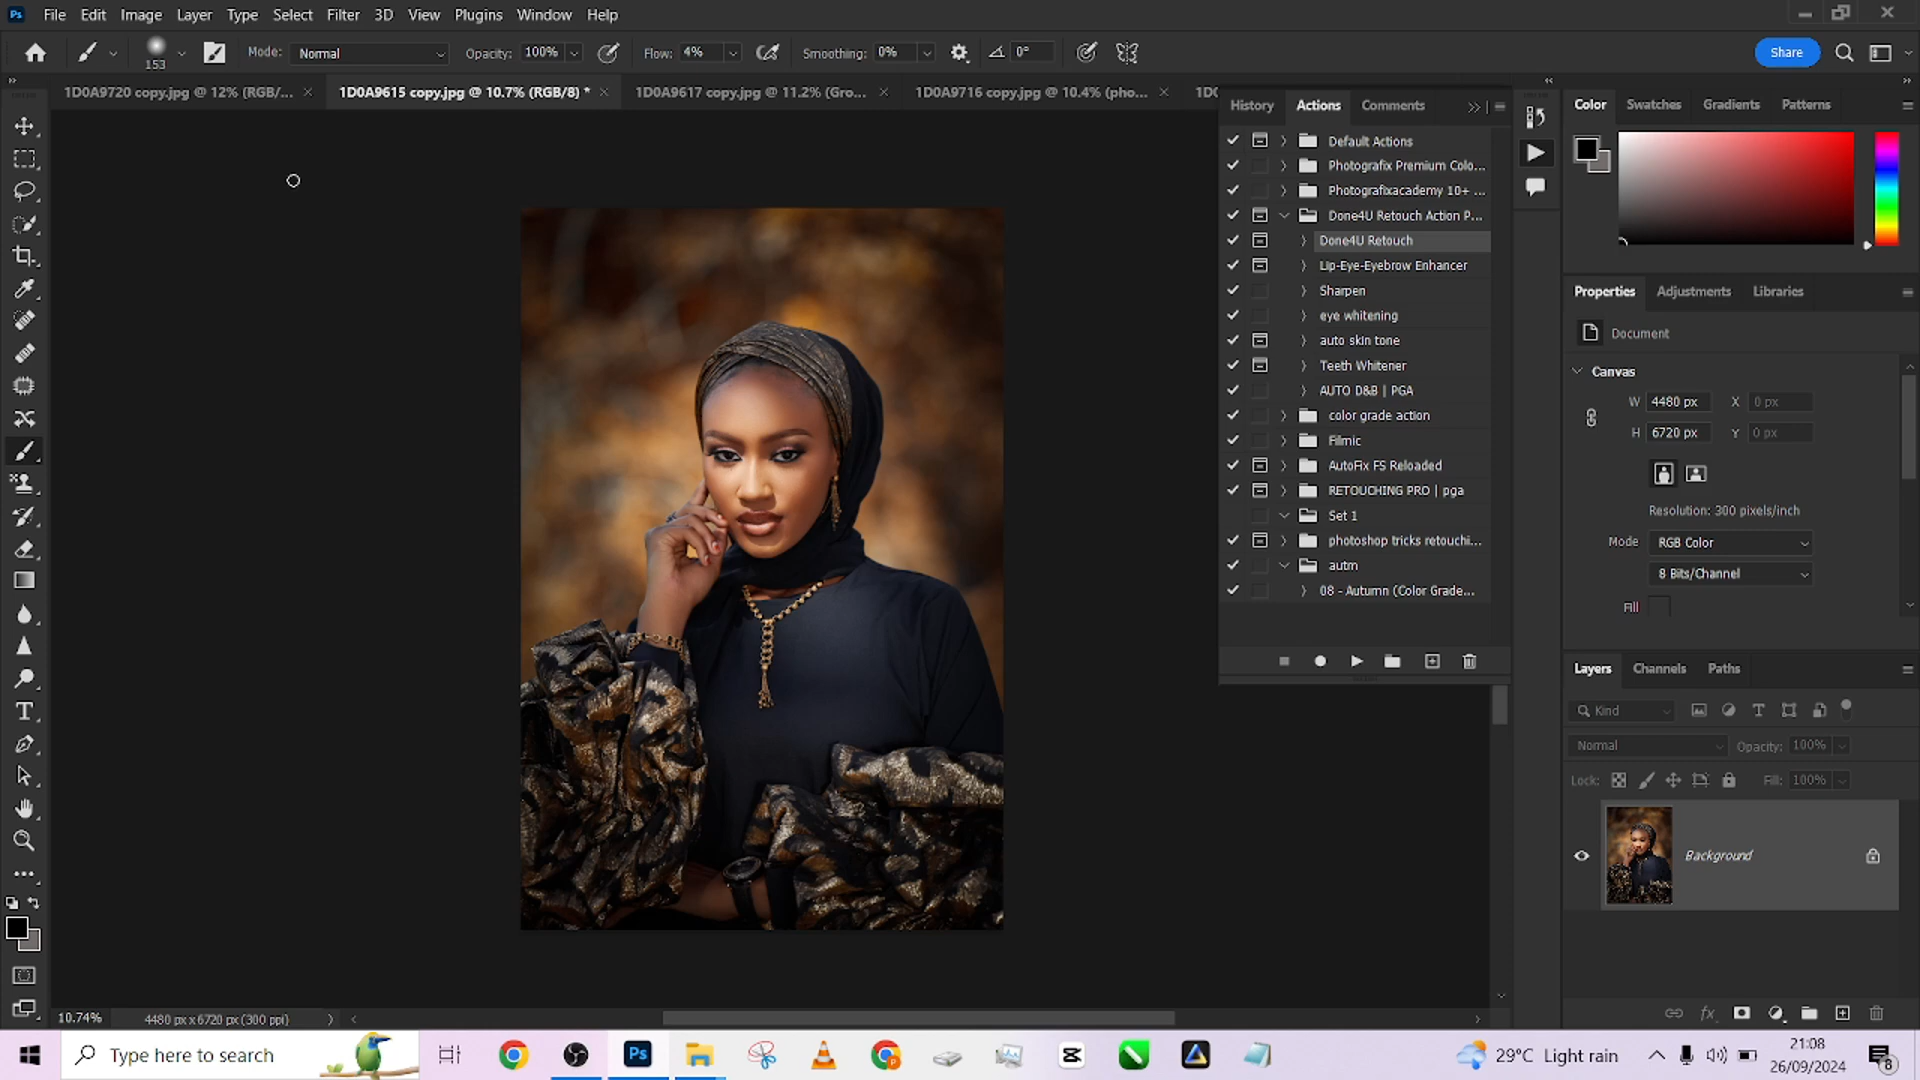 Ps File Edit Image Layer Type Select Filter 3D View Plugins Window Help
153 Mode: Normal Opacity: 100% Flow: 4% Smoothing: 0% 0° Share
1D0A9720 copy.jpg @ 12% (RGB/... × 1D0A9615 copy.jpg @ 10.7% (RGB/8) * × 1D0A9617 copy.jpg @ 11.2% (Gro... × 1D0A9716 copy.jpg @ 10.4% (pho... × 1D0
History Actions Comments
Default Actions
Photografix Premium Colo...
Photografixacademy 10+ ...
Done4U Retouch Action P...
Done4U Retouch
Lip-Eye-Eyebrow Enhancer
Sharpen
eye whitening
auto skin tone
Teeth Whitener
AUTO D&B | PGA
color grade action
Filmic
AutoFix FS Reloaded
RETOUCHING PRO | pga
Set 1
photoshop tricks retouchi...
autm
08 - Autumn (Color Grade...
Color Swatches Gradients Patterns
Properties Adjustments Libraries
Document
Canvas
W 4480 px X 0 px
H 6720 px Y 0 px
Resolution: 300 pixels/inch
Mode RGB Color
8 Bits/Channel
Fill
Layers Channels Paths
Kind
Normal Opacity: 100%
Lock: Fill: 100%
Background
10.74% 4480 px x 6720 px (300 ppi)
Type here to search
Ps
29°C Light rain
21:08
26/09/2024
8